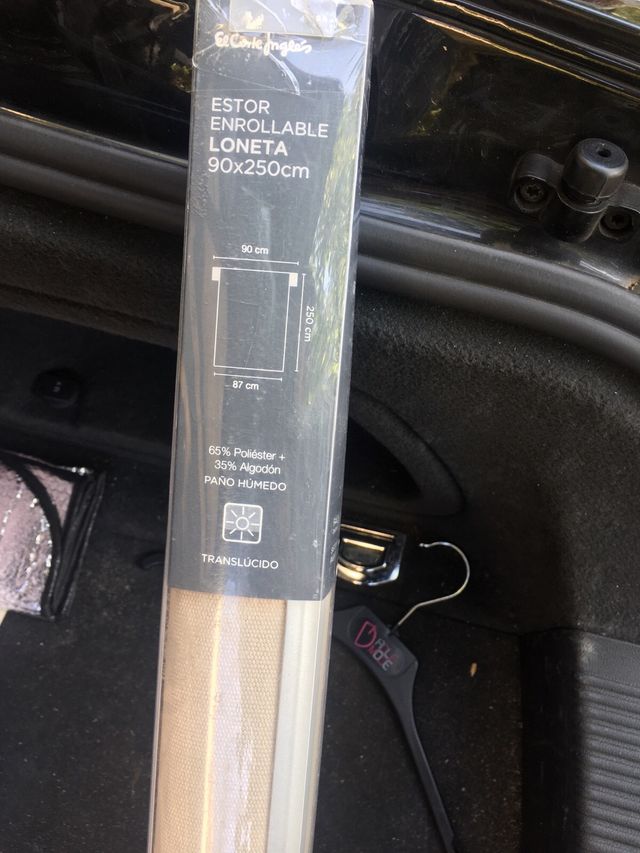 El Corte Inglés
ESTOR
ENROLLABLE
LONETA
90x250cm
90 cm
250 cm
87 cm
65% Poliéster +
35% Algodón
PAÑO HÚMEDO
TRANSLÚCIDO